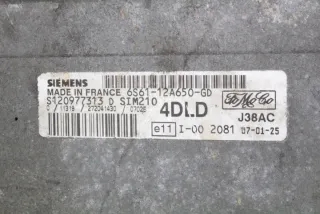 SIEMENS
MADE IN FRANCE 6S61-12A650-GD
S120977313 D SIM210
4DLD
FoMoCo
J38AC
e11 I-00 2081 07-01-25